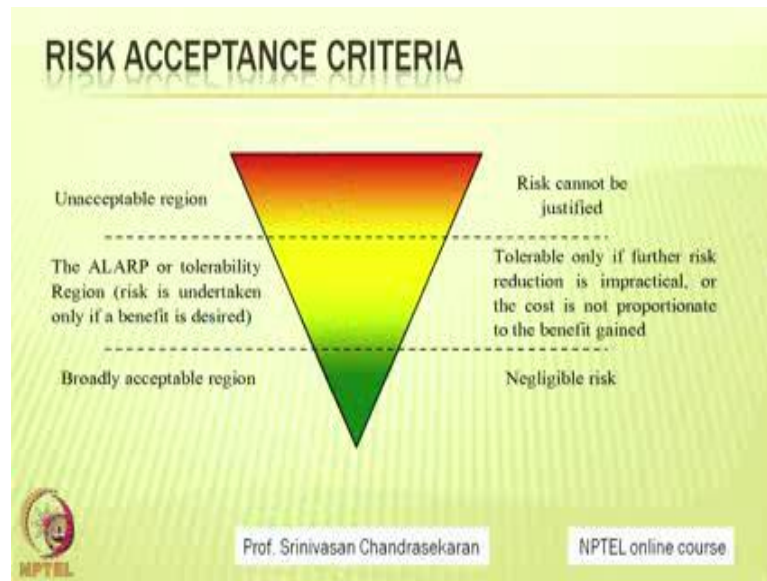 RISK ACCEPTANCE CRITERIA
Unacceptable region
Risk cannot be
justified
The ALARP or tolerability
Region (risk is undertaken
only if a benefit is desired)
Tolerable only if further risk
reduction is impractical, or
the cost is not proportionate
to the benefit gained
Broadly acceptable region
Negligible risk
NPTEL
Prof. Srinivasan Chandrasekaran
NPTEL online course